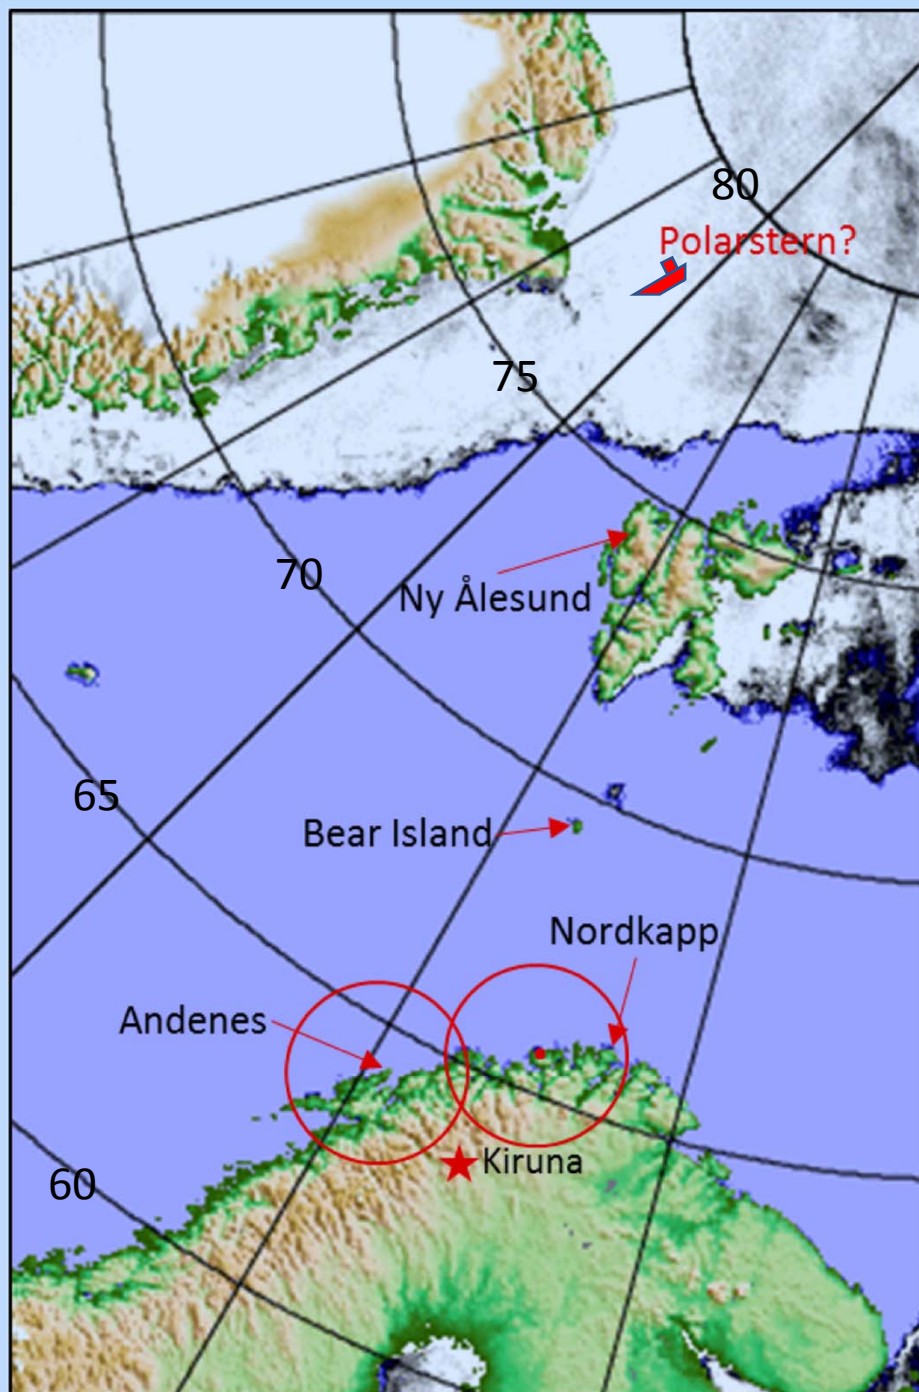 80
Polarstern?
75
70
Ny Ålesund
65
Bear Island
Nordkapp
Andenes
Kiruna
60